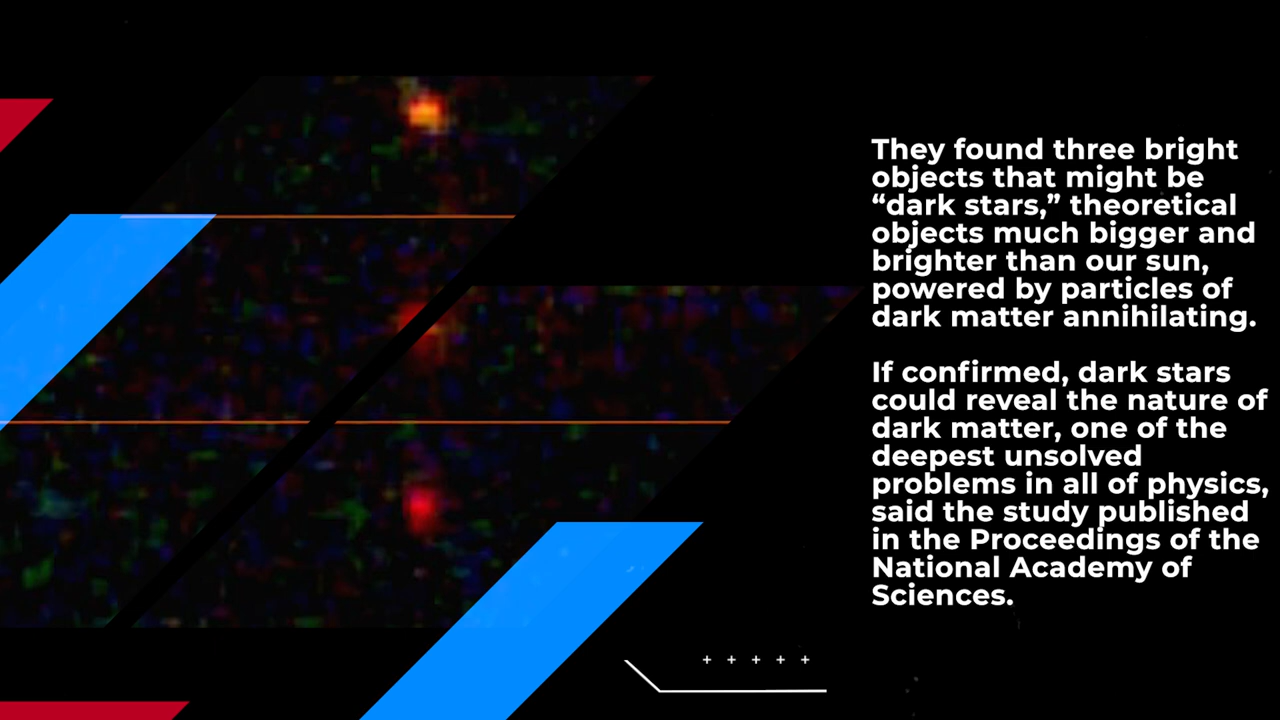 They found three bright
objects that might be
“dark stars,” theoretical
objects much bigger and
brighter than our sun,
powered by particles of
dark matter annihilating.
If confirmed, dark stars
could reveal the nature of
dark matter, one of the
deepest unsolved
problems in all of physics,
said the study published
in the Proceedings of the
National Academy of
Sciences.